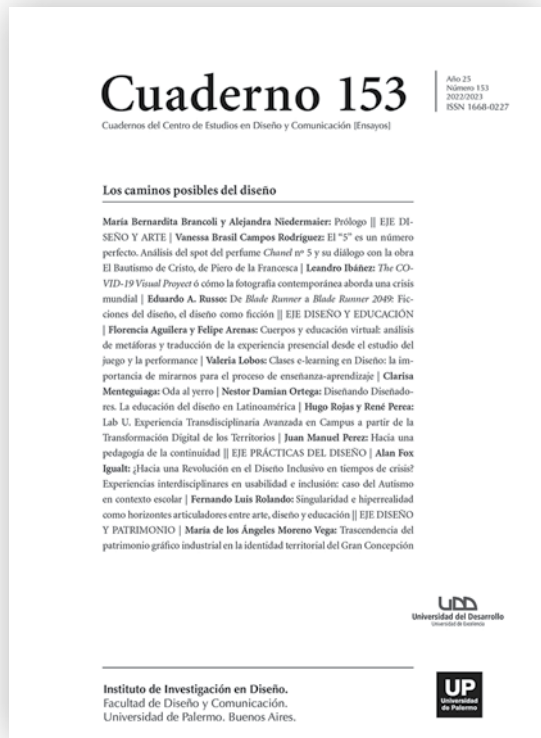 Cuaderno 153
Año 25
Número 153
2022/2023
ISSN 1668-0227
Cuadernos del Centro de Estudios en Diseño y Comunicación [Ensayos]
Los caminos posibles del diseño
María Bernardita Brancoli y Alejandra Niedermaier: Prólogo || EJE DI-
SEÑO Y ARTE | Vanessa Brasil Campos Rodríguez: El “5” es un número
perfecto. Análisis del spot del perfume Chanel nº 5 y su diálogo con la obra
El Bautismo de Cristo, de Piero de la Francesca | Leandro Ibáñez: The CO-
VID-19 Visual Proyect ó cómo la fotografía contemporánea aborda una crisis
mundial | Eduardo A. Russo: De Blade Runner a Blade Runner 2049: Fic-
ciones del diseño, el diseño como ficción || EJE DISEÑO Y EDUCACIÓN
| Florencia Aguilera y Felipe Arenas: Cuerpos y educación virtual: análisis
de metáforas y traducción de la experiencia presencial desde el estudio del
juego y la performance | Valeria Lobos: Clases e-learning en Diseño: la im-
portancia de mirarnos para el proceso de enseñanza-aprendizaje | Clarisa
Menteguiaga: Oda al yerro | Nestor Damian Ortega: Diseñando Diseñado-
res. La educación del diseño en Latinoamérica | Hugo Rojas y René Perea:
Lab U. Experiencia Transdisciplinaria Avanzada en Campus a partir de la
Transformación Digital de los Territorios | Juan Manuel Perez: Hacia una
pedagogía de la continuidad || EJE PRÁCTICAS DEL DISEÑO | Alan Fox
Igualt: ¿Hacia una Revolución en el Diseño Inclusivo en tiempos de crisis?
Experiencias interdisciplinares en usabilidad e inclusión: caso del Autismo
en contexto escolar | Fernando Luis Rolando: Singularidad e hiperrealidad
como horizontes articuladores entre arte, diseño y educación || EJE DISEÑO
Y PATRIMONIO | María de los Ángeles Moreno Vega: Trascendencia del
patrimonio gráfico industrial en la identidad territorial del Gran Concepción
UDD
Universidad del Desarrollo
Universidad de Excelencia
Instituto de Investigación en Diseño.
Facultad de Diseño y Comunicación.
Universidad de Palermo. Buenos Aires.
UP
Universidad
de Palermo